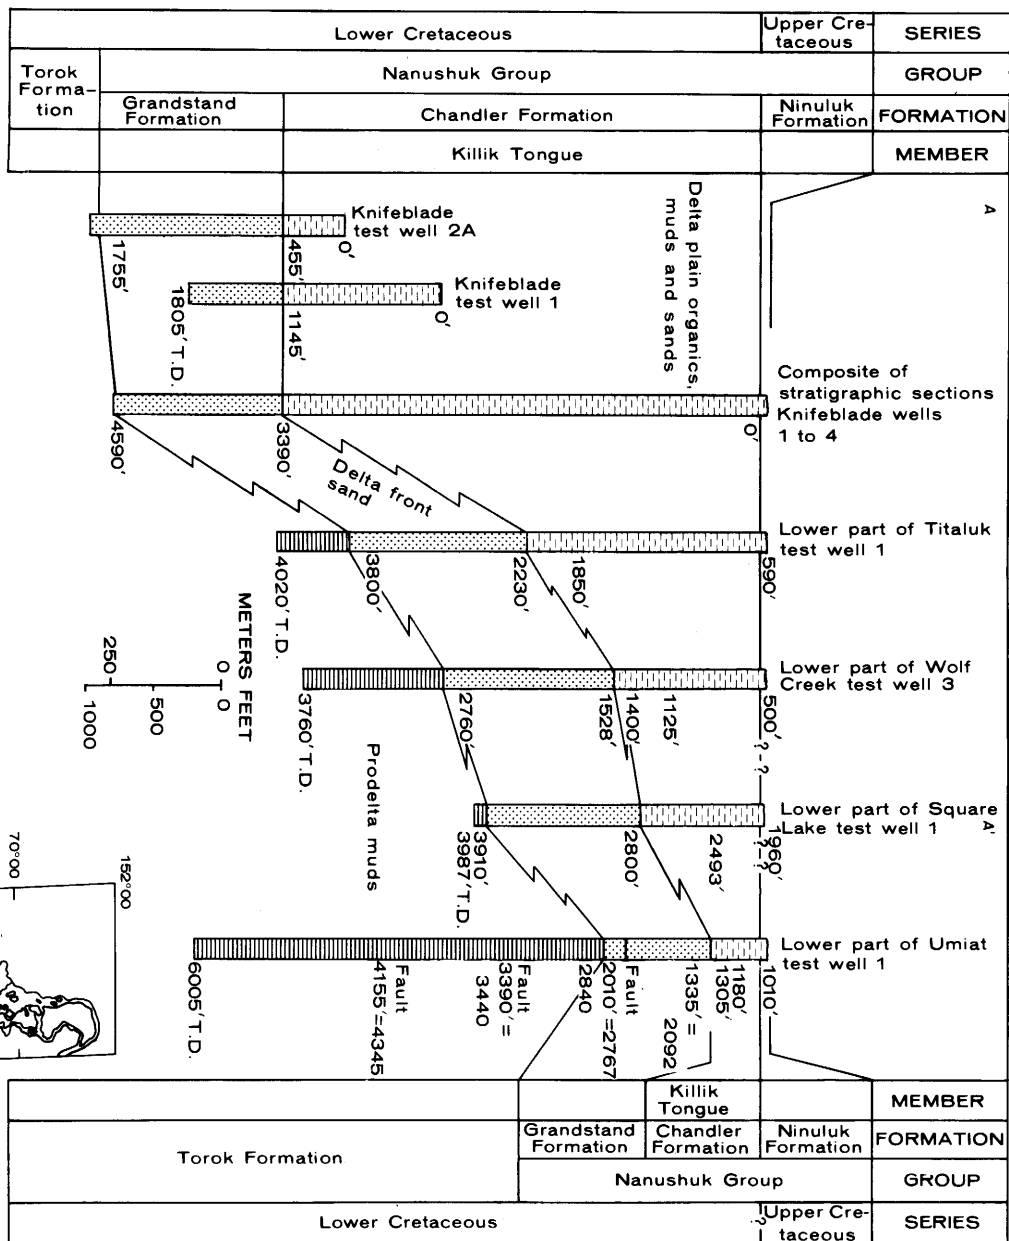 Lower Cretaceous
Upper Cre-
taceous
SERIES
Torok
Forma-
tion
Nanushuk Group
GROUP
Grandstand
Formation
Chandler Formation
Ninuluk
Formation
FORMATION
Killik Tongue
MEMBER
A
Delta plain organics,
muds and sands
Knifeblade
test well 2A
0'
455'
1755'
Knifeblade
test well 1
0'
1145'
1805' T.D.
Composite of
stratigraphic sections
Knifeblade wells
1 to 4
0'
3390'
4590'
Delta front
sand
Lower part of Titaluk
test well 1
590'
1850'
2230'
3800'
4020' T.D.
METERS FEET
0 0
250
500
1000
Lower part of Wolf
Creek test well 3
500'
1125'
1400'
1528'
2760'
3760' T.D.
? - ?
Prodelta muds
Lower part of Square
Lake test well 1
A'
1960'
? - ?
2493'
2800'
3910'
3987' T.D.
Lower part of Umiat
test well 1
1010'
1180'
1305'
1335' =
2092
Fault
2010' = 2767
2840
Fault
3390' =
3440
Fault
4155' = 4345
6005' T.D.
152°00
70°00
Killik
Tongue
MEMBER
Torok Formation
Grandstand
Formation
Chandler
Formation
Ninuluk
Formation
FORMATION
Nanushuk Group
GROUP
Lower Cretaceous
?
Upper Cre-
taceous
SERIES